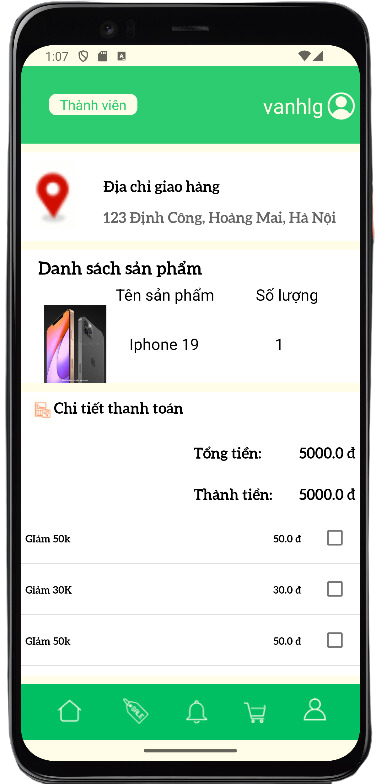 1:07
Thành viên
vanhlg
Địa chỉ giao hàng
123 Định Công, Hoàng Mai, Hà Nội
Danh sách sản phẩm
Tên sản phẩm Số lượng
Iphone 19 1
Chi tiết thanh toán
Tổng tiền: 5000.0 đ
Thành tiền: 5000.0 đ
Giảm 50k 50.0 đ
Giảm 30K 30.0 đ
Giảm 50k 50.0 đ
SALE